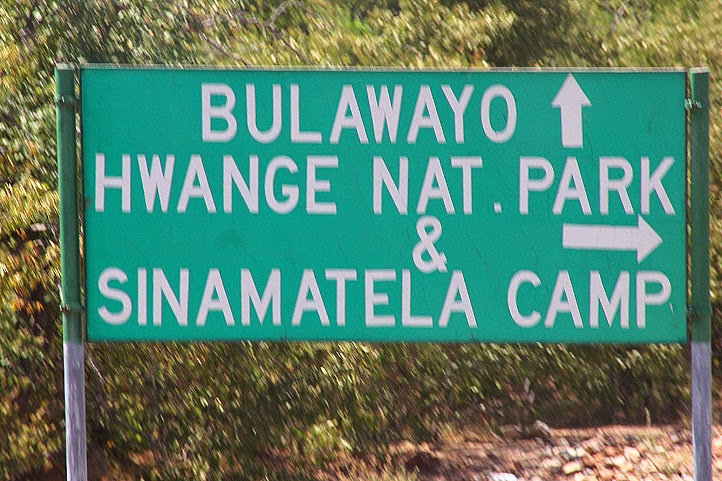 BULAWAYO
HWANGE NAT. PARK
&
SINAMATELA CAMP